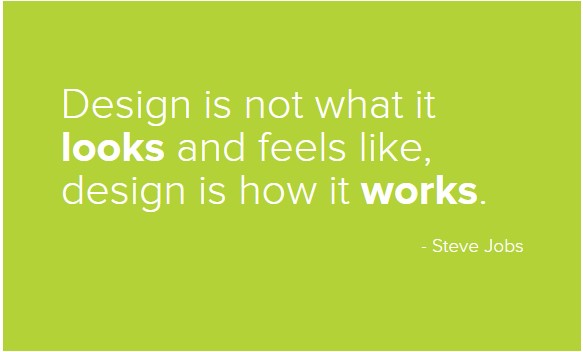 Design is not what it
looks and feels like,
design is how it works.
- Steve Jobs